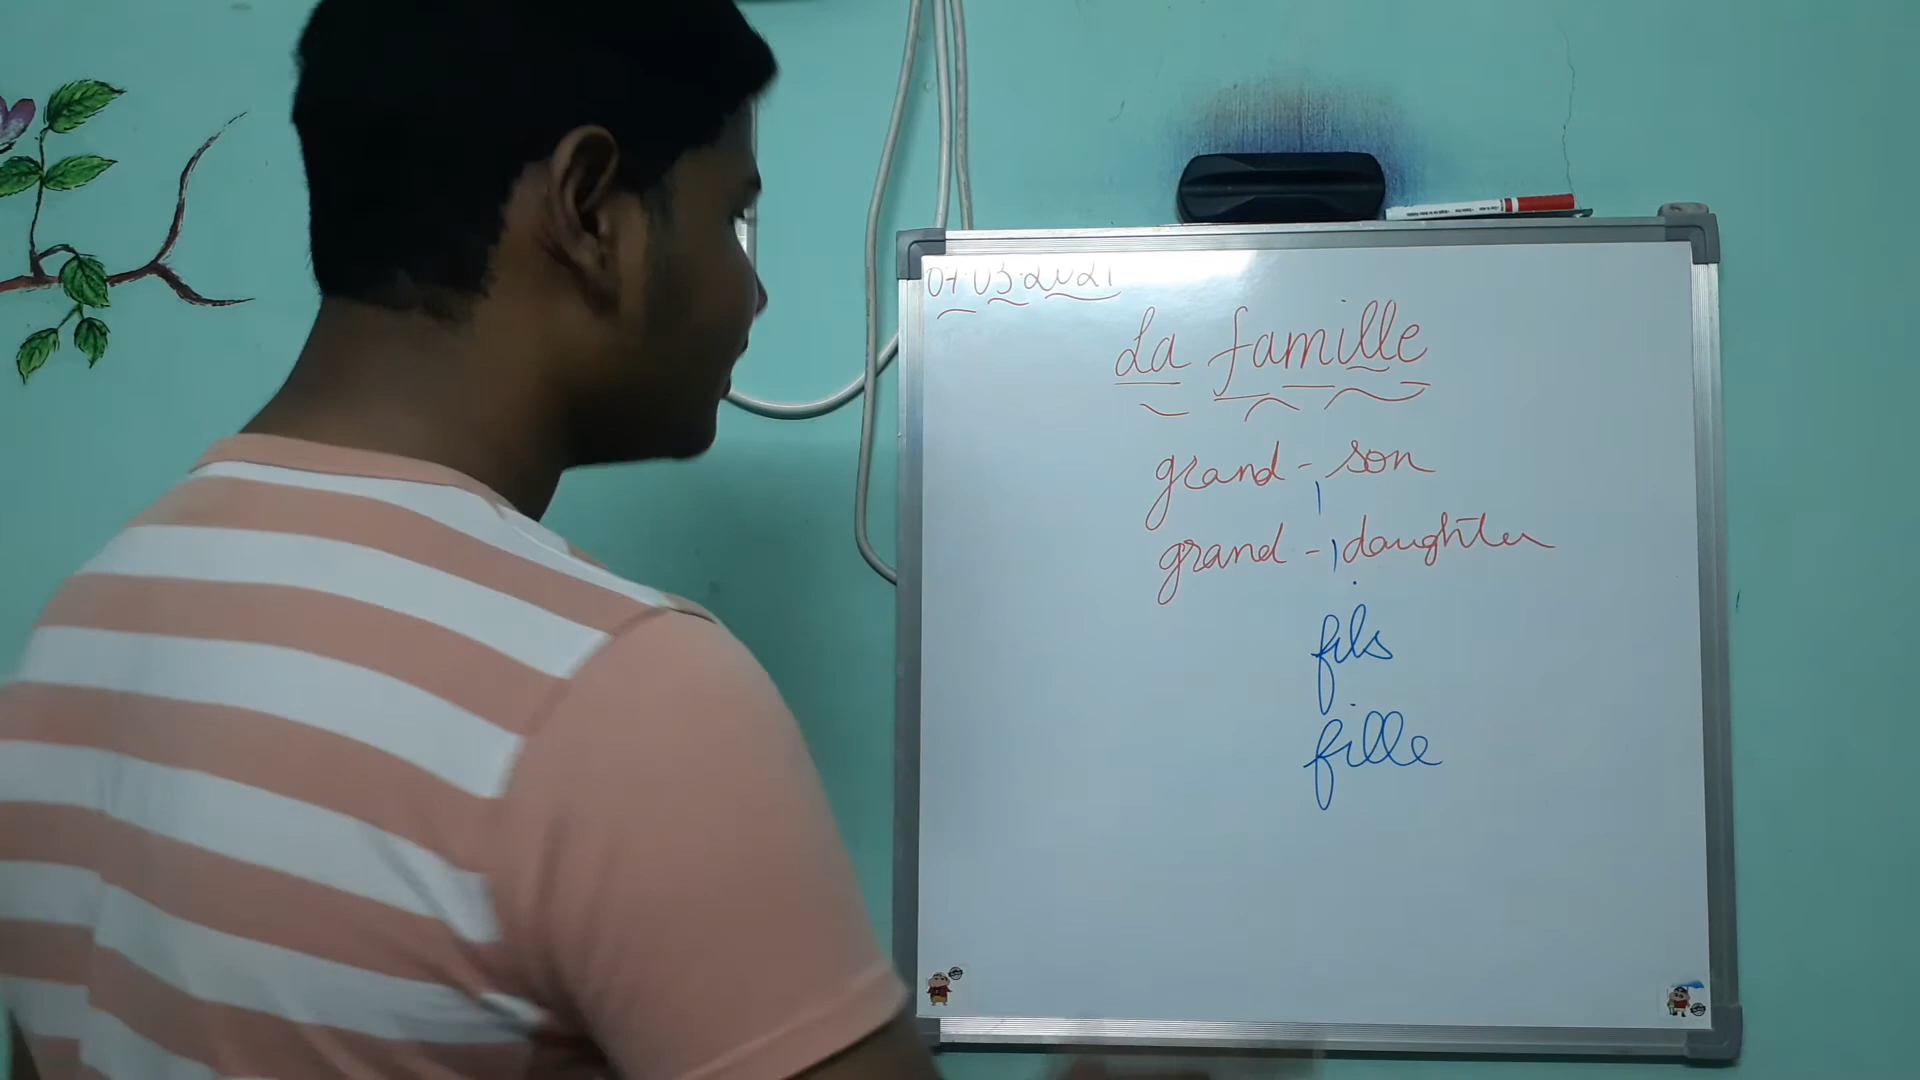 07.03.2021
La famille
grand - son
grand - daughter
fils
fille